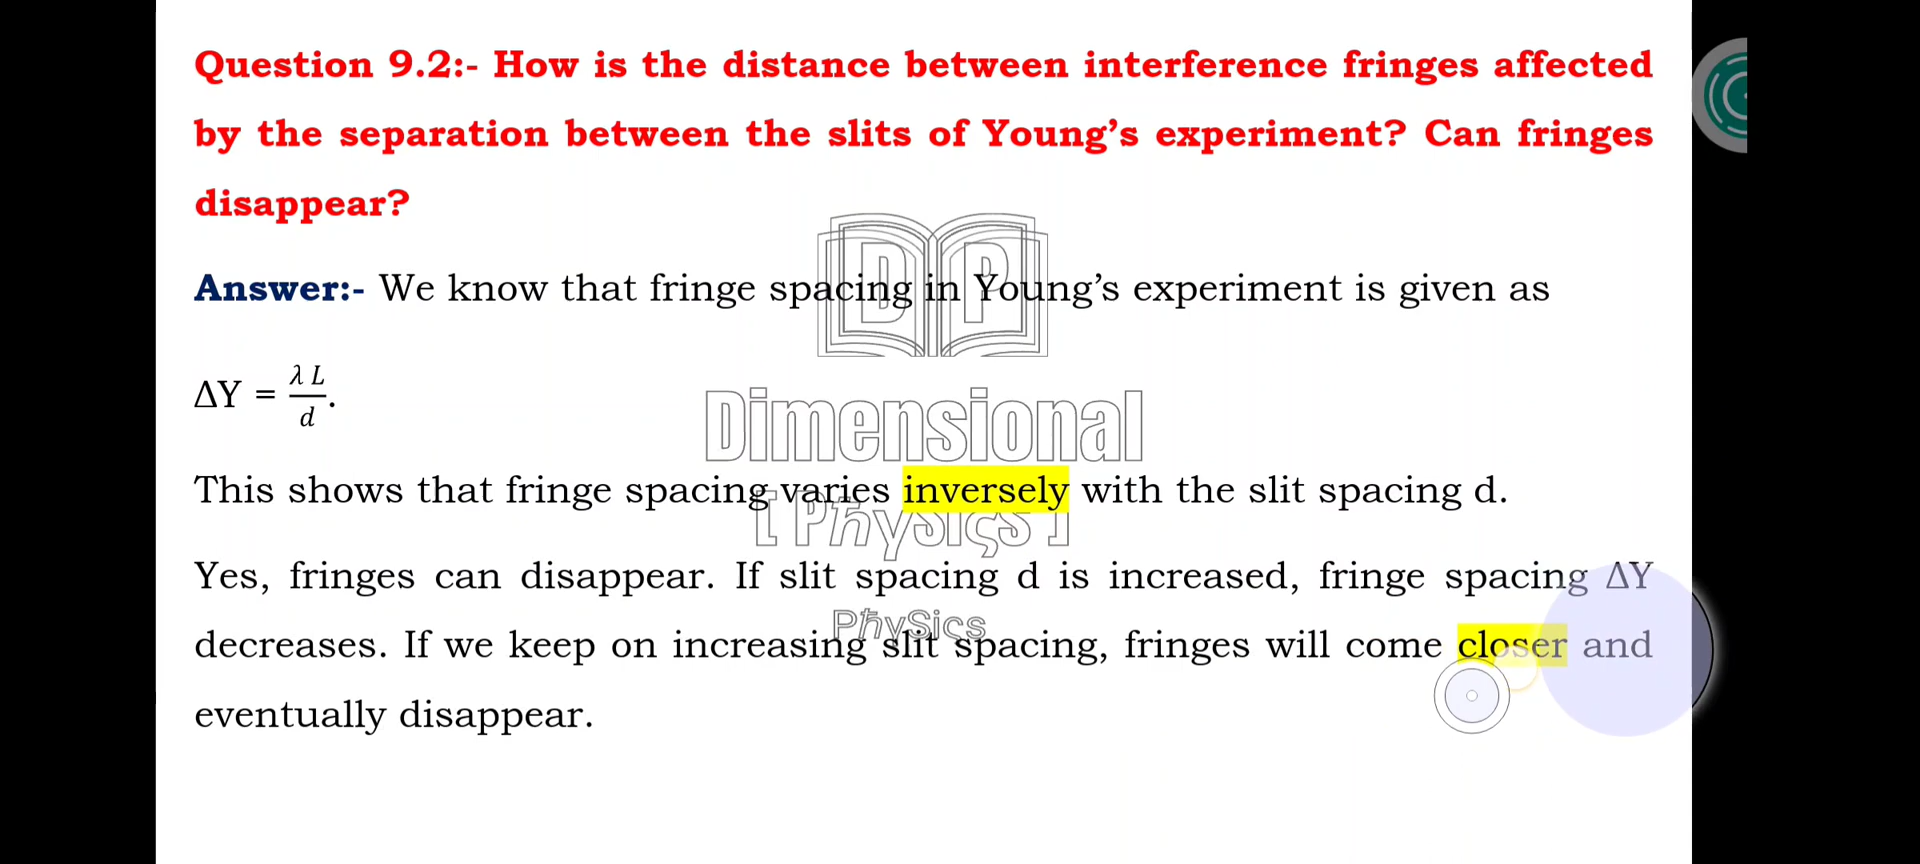 Question 9.2:- How is the distance between interference fringes affected
by the separation between the slits of Young’s experiment? Can fringes
disappear?
DP
Answer:- We know that fringe spacing in Young’s experiment is given as
ΔY = λ L / d.
Dimensional
This shows that fringe spacing varies inversely with the slit spacing d.
[ PħySiςS ]
Yes, fringes can disappear. If slit spacing d is increased, fringe spacing ΔY
PħySics
decreases. If we keep on increasing slit spacing, fringes will come closer and
eventually disappear.